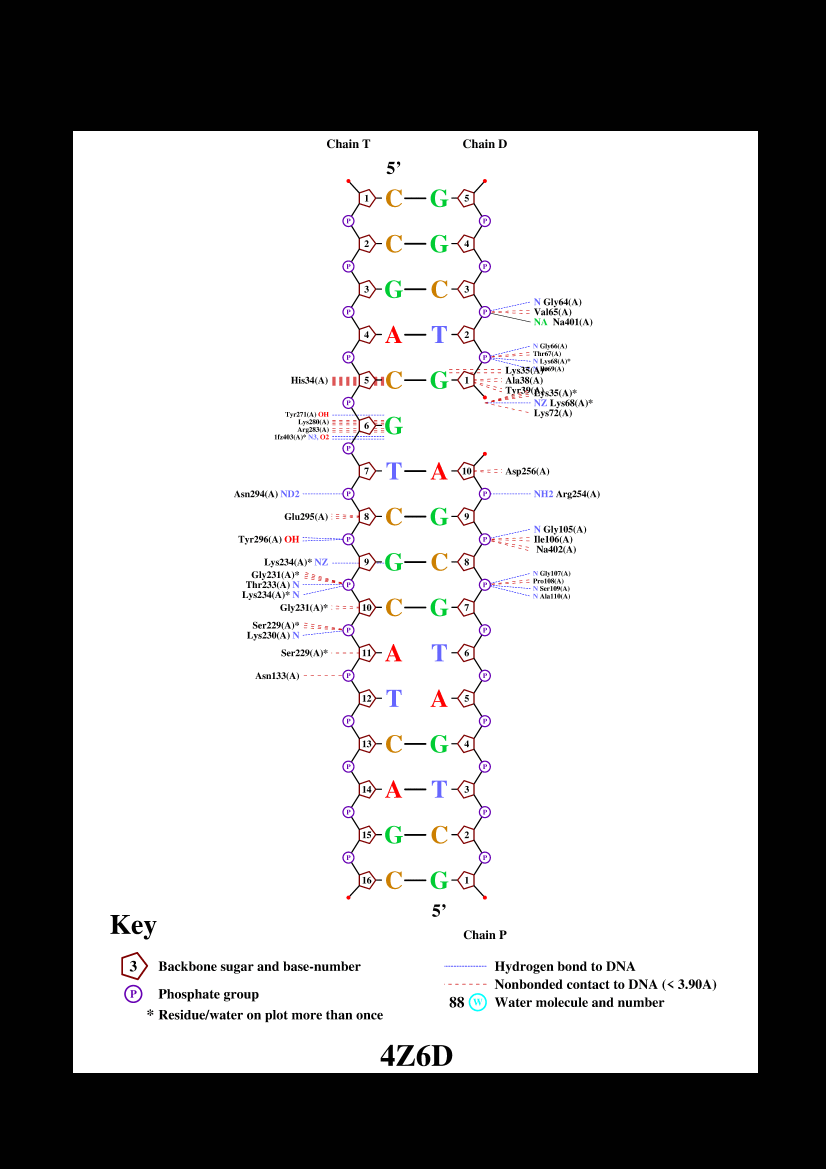 Chain T Chain D
5’
1 C G 5
P P
2 C G 4
P P
3 G C 3
N Gly64(A)
P P Val65(A)
NA Na401(A)
4 A T 2
N Gly66(A)
P P Thr67(A)
N Lys68(A)*
Lys35(A)
His34(A) 5 C G 1 Ala38(A)
Tyr39(A) Lys35(A)*
P NZ Lys68(A)*
Lys72(A)
Tyr271(A) OH
Lys280(A)
6 G
Arg283(A)
1fz403(A)* N3, O2
P
7 T A 10 Asp256(A)
Asn294(A) ND2 P P NH2 Arg254(A)
Glu295(A) 8 C G 9
N Gly105(A)
Tyr296(A) OH P P Ile106(A)
Na402(A)
Lys234(A)* NZ 9 G C 8
Gly231(A)* N Gly107(A)
Thr233(A) N P P Pro108(A)
N Ser109(A)
Lys234(A)* N N Ala110(A)
Gly231(A)* 10 C G 7
Ser229(A)* P P
Lys230(A) N
Ser229(A)* 11 A T 6
Asn133(A) P P
12 T A 5
P P
13 C G 4
P P
14 A T 3
P P
15 G C 2
P P
16 C G 1
5’
Key
Chain P
3 Backbone sugar and base-number
P Phosphate group
* Residue/water on plot more than once
Hydrogen bond to DNA
Nonbonded contact to DNA (< 3.90A)
88 W Water molecule and number
4Z6D